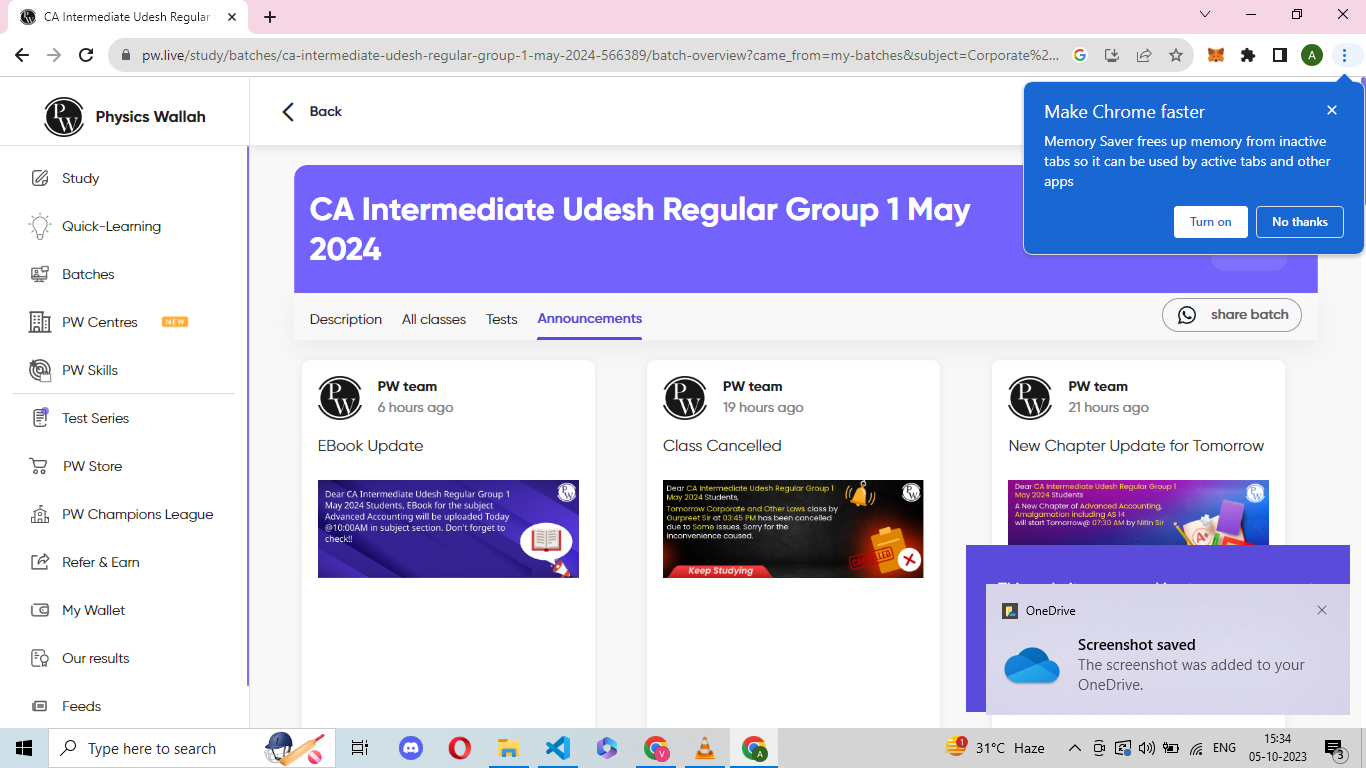 CA Intermediate Udesh Regular
pw.live/study/batches/ca-intermediate-udesh-regular-group-1-may-2024-566389/batch-overview?came_from=my-batches&subject=Corporate%2...
A
Make Chrome faster
Memory Saver frees up memory from inactive
tabs so it can be used by active tabs and other
apps
Turn on
No thanks
PW
Physics Wallah
Back
Study
Quick-Learning
Batches
PW Centres NEW
PW Skills
Test Series
PW Store
PW Champions League
Refer & Earn
My Wallet
Our results
Feeds
CA Intermediate Udesh Regular Group 1 May
2024
Description All classes Tests Announcements
share batch
PW
PW team
6 hours ago
EBook Update
Dear CA Intermediate Udesh Regular Group 1
May 2024 Students, EBook for the subject
Advanced Accounting will be uploaded Today
@10:00AM in subject section. Don't forget to
check!!
PW
PW team
19 hours ago
Class Cancelled
Dear CA Intermediate Udesh Regular Group 1
May 2024 Students,
Tomorrow Corporate and Other Laws class by
Gurpreet Sir at 03:45 PM has been cancelled
due to Some issues. Sorry for the
inconvenience caused.
CANCELLED
Keep Studying
PW
PW team
21 hours ago
New Chapter Update for Tomorrow
Dear CA Intermediate Udesh Regular Group 1
May 2024 Students
A New Chapter of Advanced Accounting,
Amalgamation including AS 14
will start Tomorrow@ 07:30 AM by Nitin Sir
A+
OneDrive
Screenshot saved
The screenshot was added to your
OneDrive.
Type here to search
V
A
1
31°C Haze
ENG
15:34
05-10-2023
3